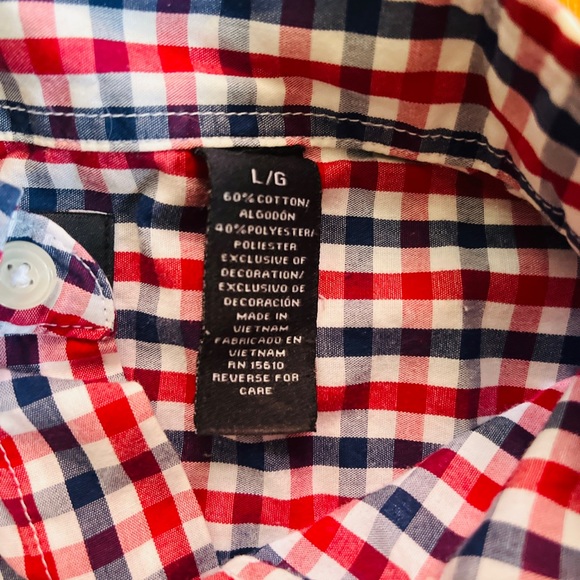 L/G
60% COTTON/
ALGODÓN
40% POLYESTER/
POLIESTER
EXCLUSIVE OF
DECORATION/
EXCLUSIVO DE
DECORACIÓN
MADE IN
VIETNAM
FABRICADO EN
VIETNAM
RN 15610
REVERSE FOR
CARE